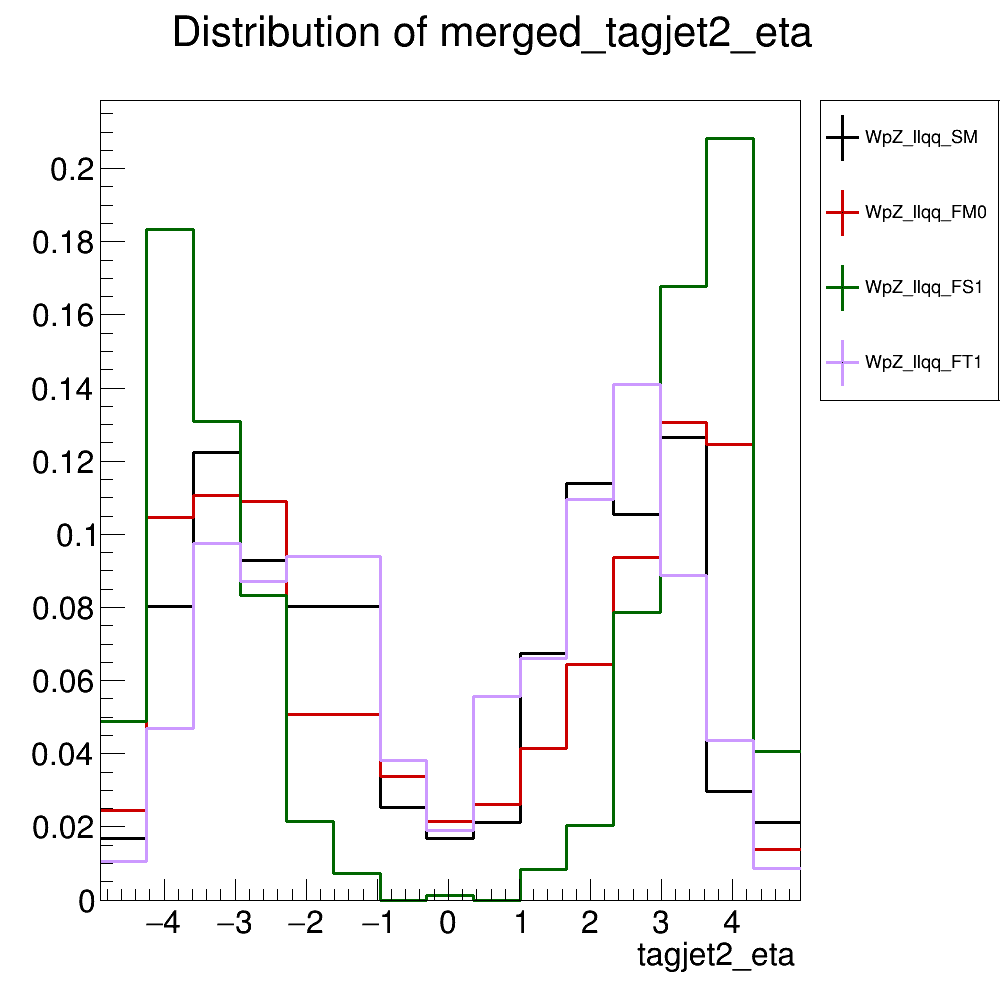 Distribution of merged_tagjet2_eta
0.2
0.18
0.16
0.14
0.12
0.1
0.08
0.06
0.04
0.02
0
−4 −3 −2 −1 0 1 2 3 4
tagjet2_eta
WpZ_llqq_SM
WpZ_llqq_FM0
WpZ_llqq_FS1
WpZ_llqq_FT1